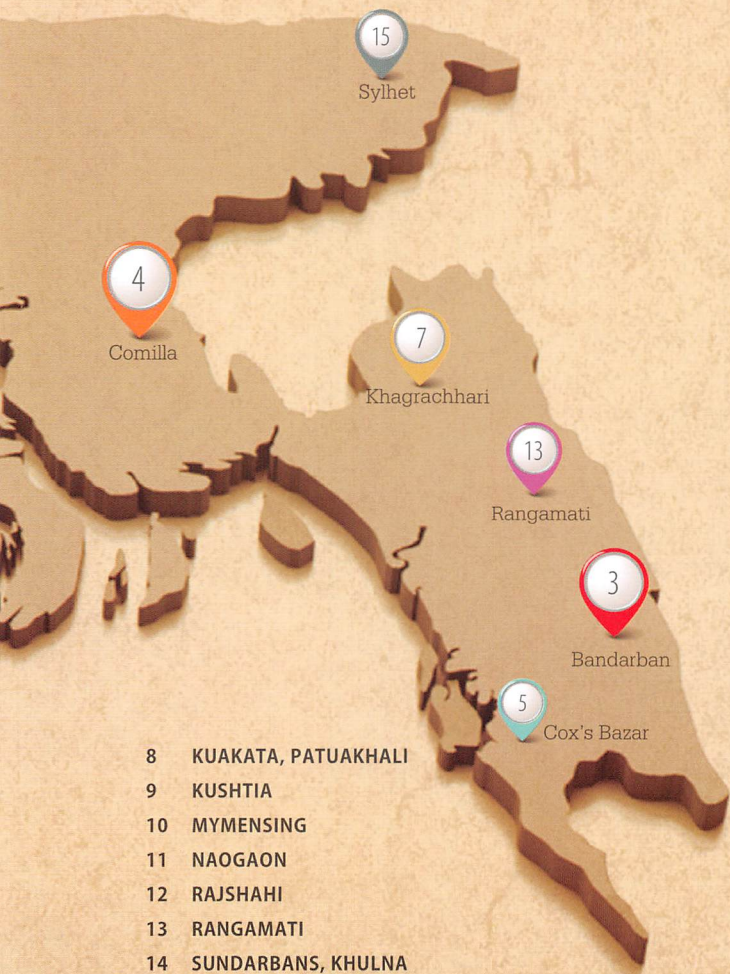 15
Sylhet
4
Comilla
7
Khagrachhari
13
Rangamati
3
Bandarban
5
Cox's Bazar
8 KUAKATA, PATUAKHALI
9 KUSHTIA
10 MYMENSING
11 NAOGAON
12 RAJSHAHI
13 RANGAMATI
14 SUNDARBANS, KHULNA